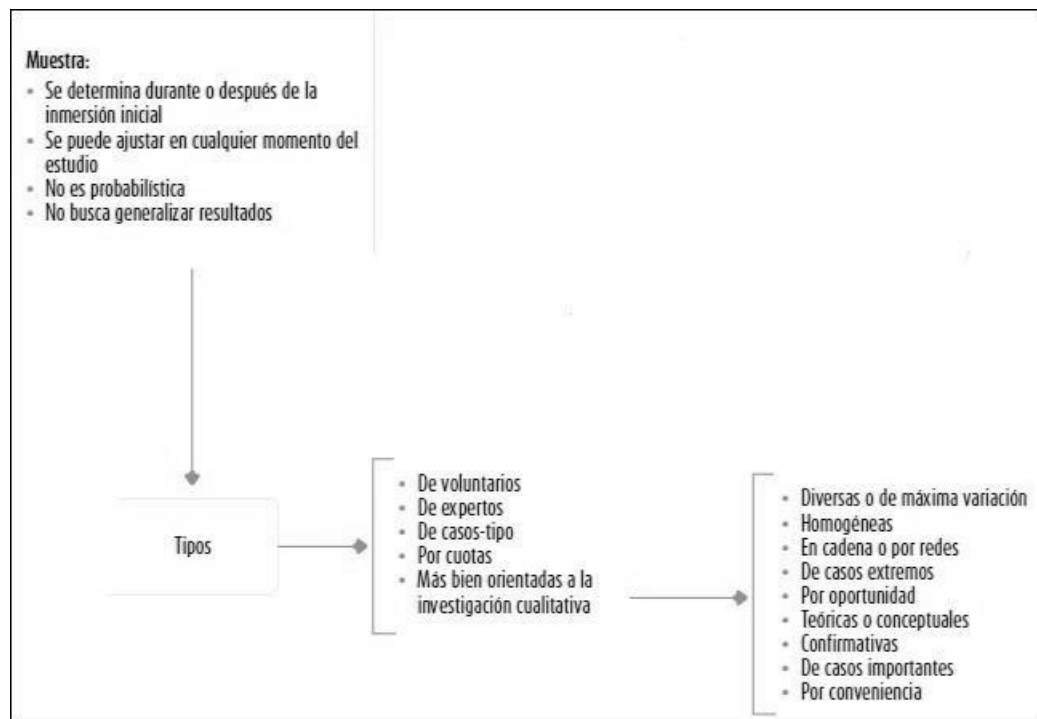 Muestra:
• Se determina durante o después de la
inmersión inicial
• Se puede ajustar en cualquier momento del
estudio
• No es probabilística
• No busca generalizar resultados
Tipos
• De voluntarios
• De expertos
• De casos-tipo
• Por cuotas
• Más bien orientadas a la
investigación cualitativa
• Diversas o de máxima variación
• Homogéneas
• En cadena o por redes
• De casos extremos
• Por oportunidad
• Teóricas o conceptuales
• Confirmativas
• De casos importantes
• Por conveniencia